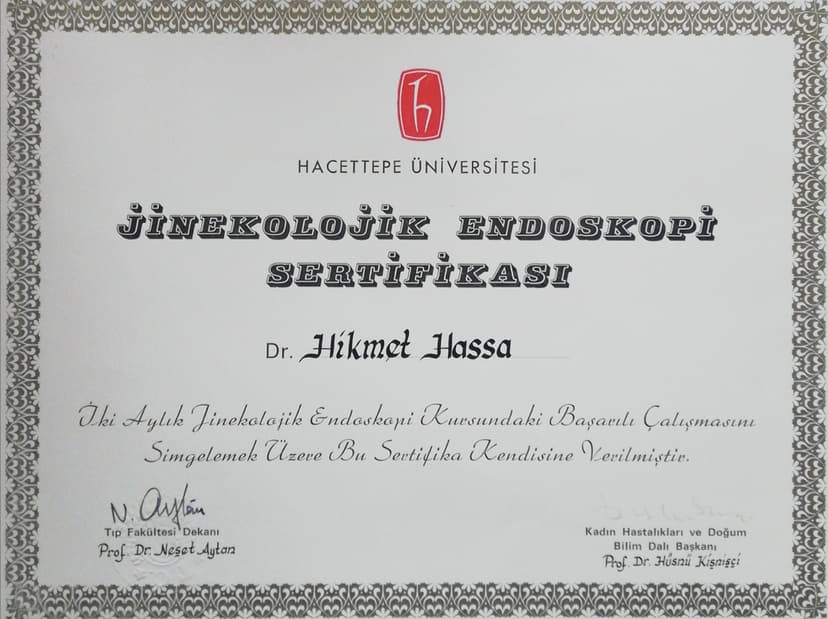 HACETTEPE ÜNİVERSİTESİ
JİNEKOLOJİK ENDOSKOPİ
SERTİFİKASI
Dr. Hikmet Hassa
İki Aylık Jinekolojik Endoskopi Kursundaki Başarılı Çalışmasını
Simgelemek Üzere Bu Sertifika Kendisine Verilmiştir.
N. Aytan
Tıp Fakültesi Dekanı
Prof. Dr. Neşet Aytan
Kadın Hastalıkları ve Doğum
Bilim Dalı Başkanı
Prof. Dr. Hüsnü Kişnişçi